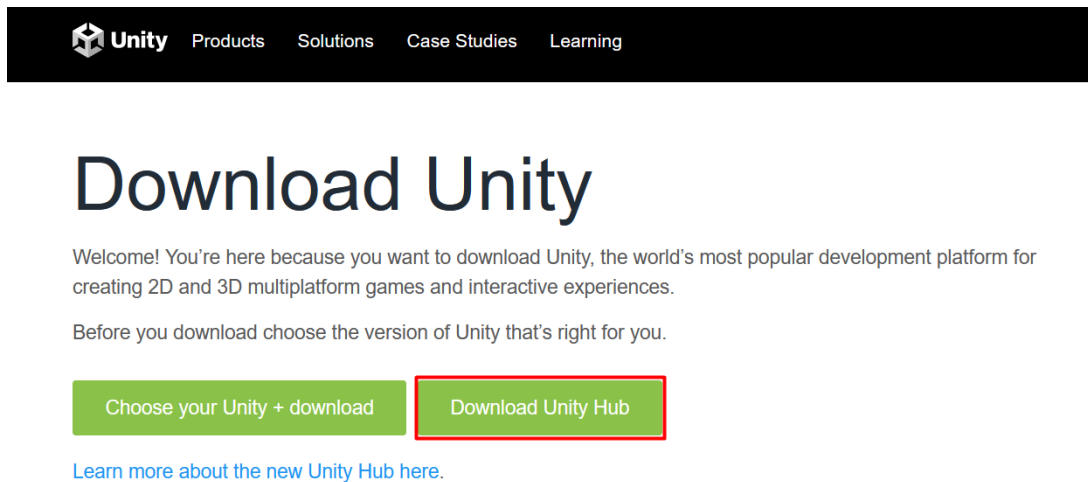 Unity Products Solutions Case Studies Learning
Download Unity
Welcome! You’re here because you want to download Unity, the world’s most popular development platform for
creating 2D and 3D multiplatform games and interactive experiences.
Before you download choose the version of Unity that’s right for you.
Choose your Unity + download Download Unity Hub
Learn more about the new Unity Hub here.